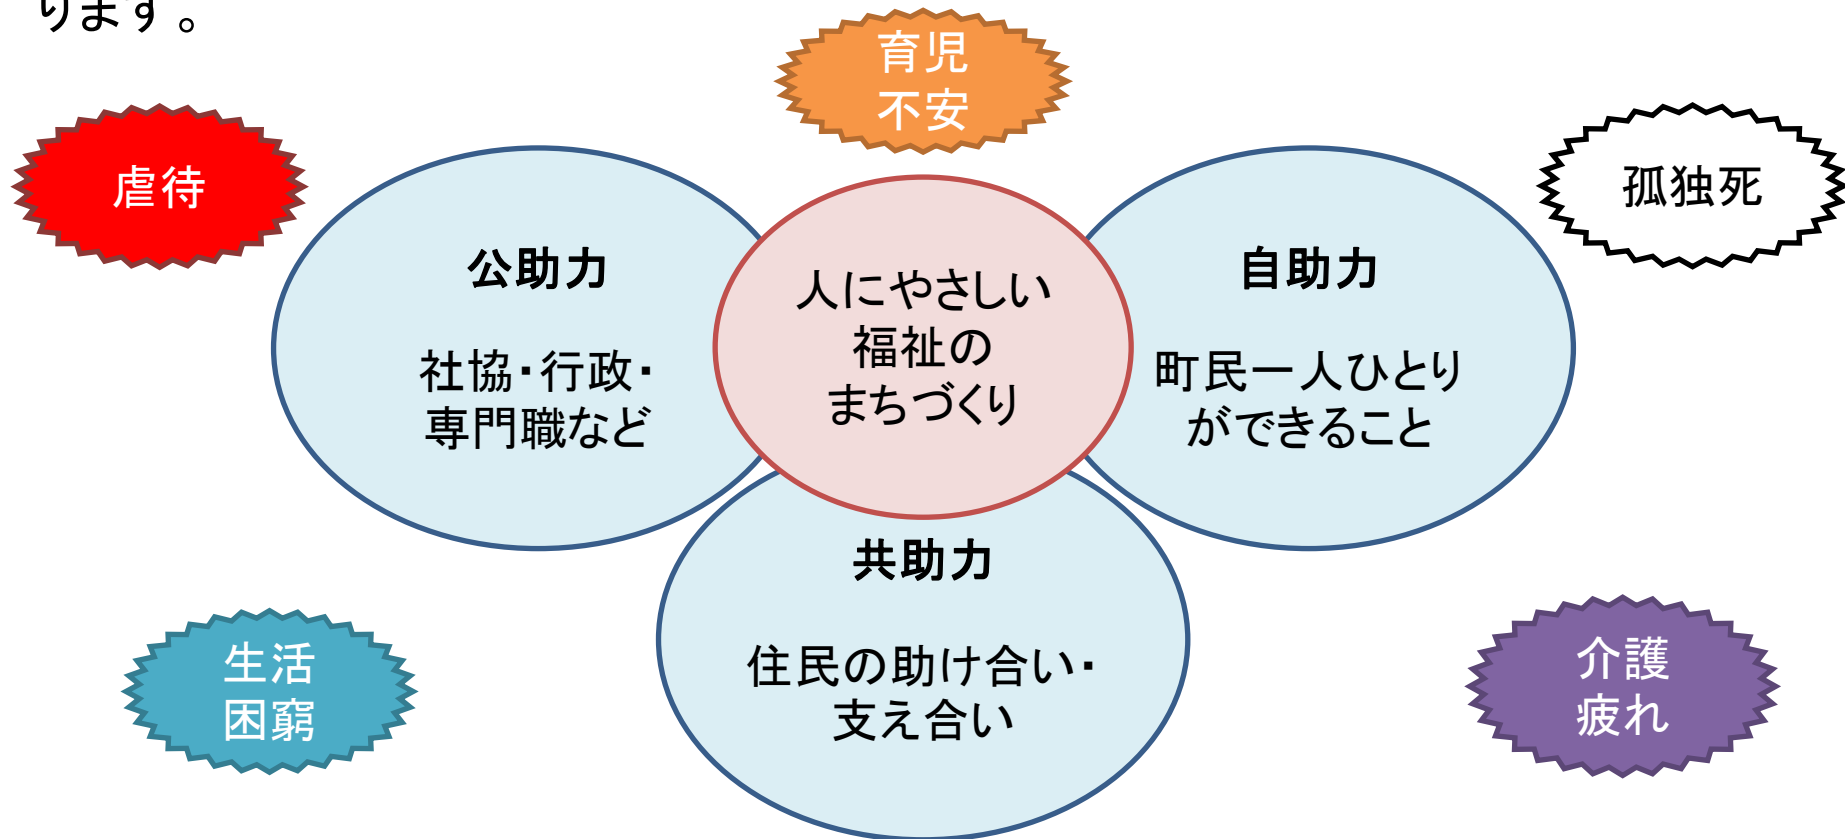 ります。
育児
不安
虐待
孤独死
公助力
社協・行政・
専門職など
人にやさしい
福祉の
まちづくり
自助力
町民一人ひとり
ができること
共助力
住民の助け合い・
支え合い
生活
困窮
介護
疲れ